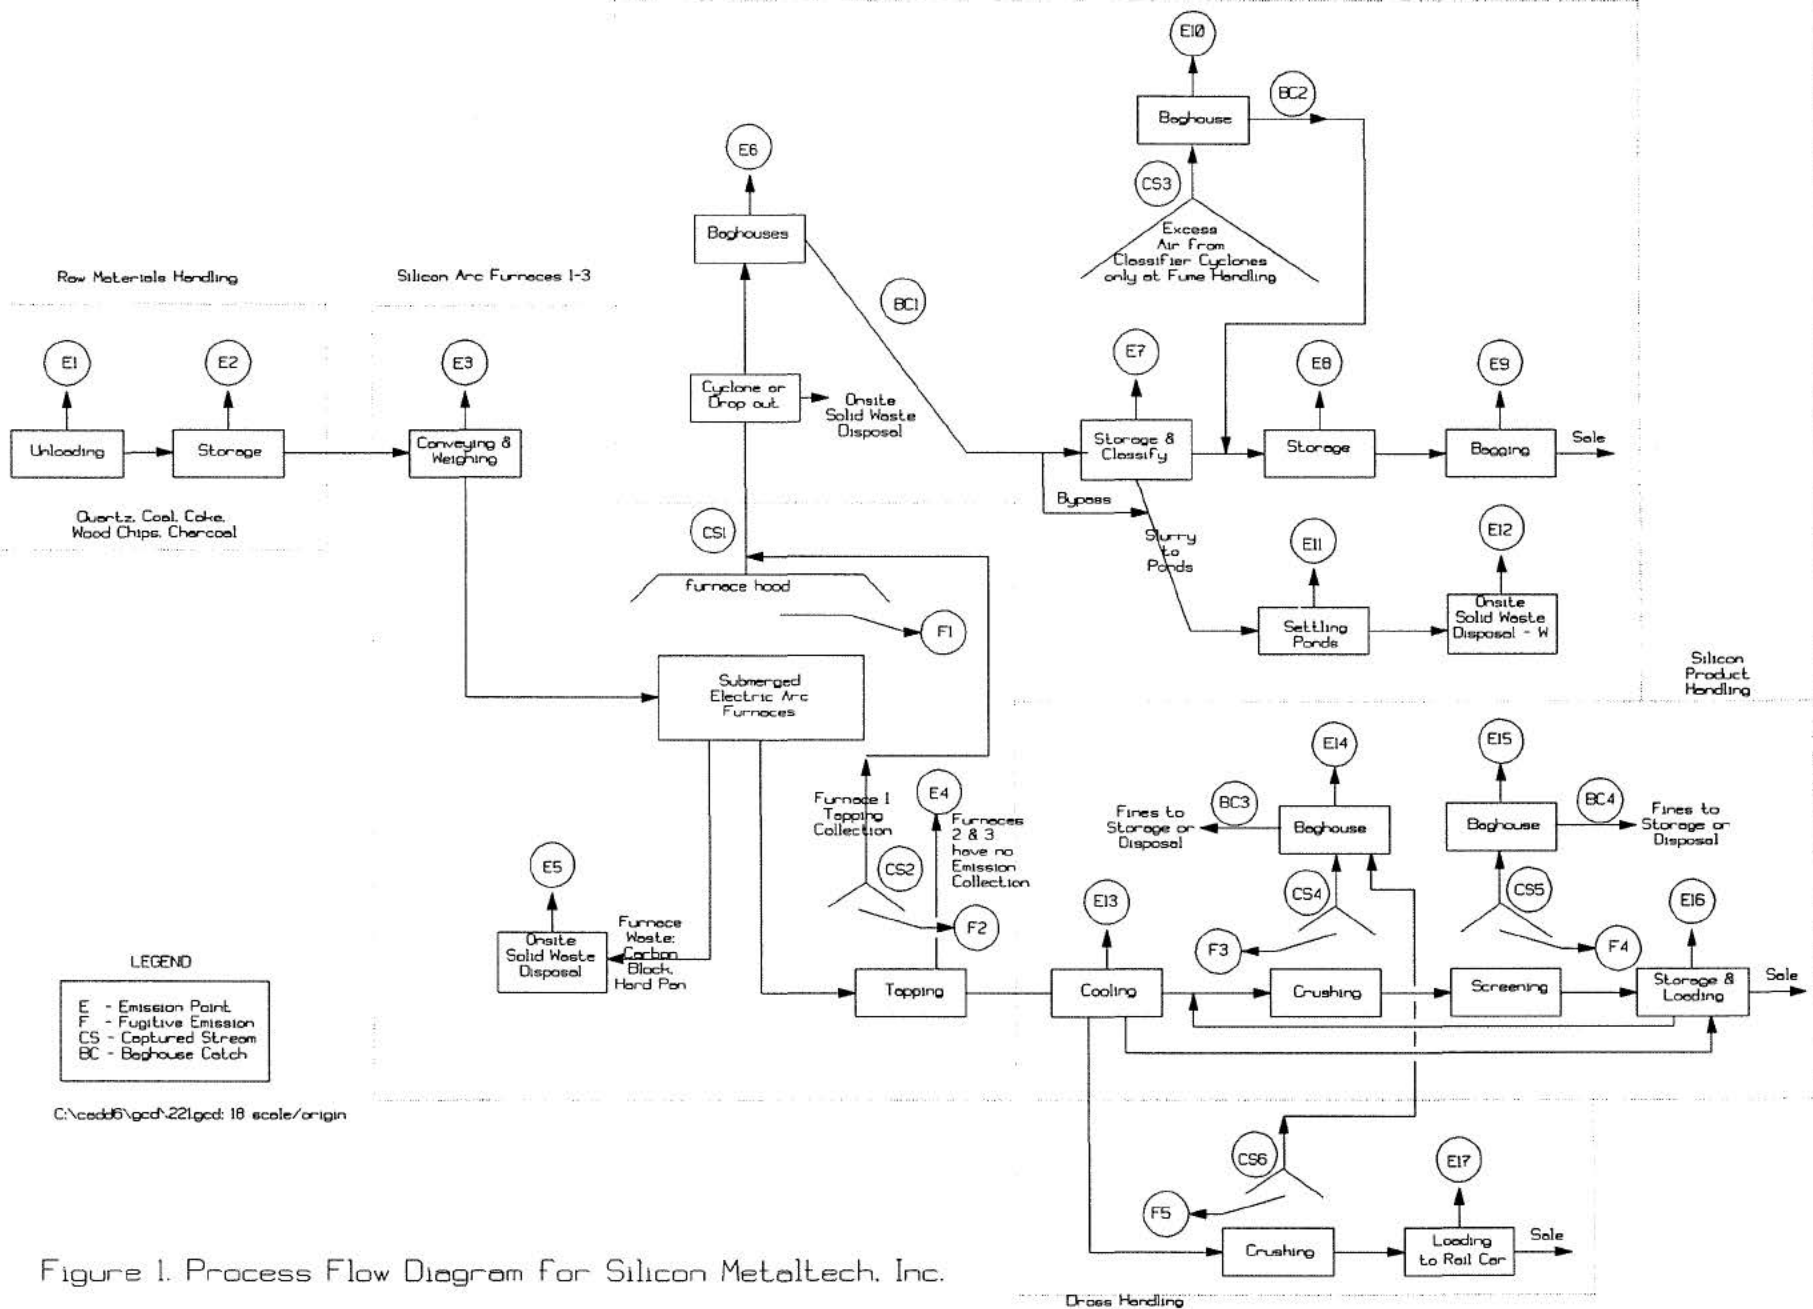 E10
BC2
Baghouse
E6
CS3
Baghouses
Excess
Air from
Classifier Cyclones
only at Fume Handling
Raw Materials Handling
Silicon Arc Furnaces 1-3
BC1
E1
E2
E3
E7
E8
E9
Cyclone or
Drop out
Onsite
Solid Waste
Disposal
Unloading
Storage
Conveying &
Weighing
Storage &
Classify
Storage
Bagging
Sale
Bypass
Quartz, Coal, Coke,
Wood Chips, Charcoal
CS1
Slurry
to
Ponds
E11
E12
furnace hood
F1
Settling
Ponds
Onsite
Solid Waste
Disposal - W
Submerged
Electric Arc
Furnaces
Silicon
Product
Handling
E14
E15
Furnace 1
Tapping
Collection
E4
Furnaces
2 & 3
have no
Emission
Collection
Fines to
Storage or
Disposal
BC3
Baghouse
Baghouse
BC4
Fines to
Storage or
Disposal
E5
CS2
E13
CS4
CS5
E16
Furnace
Waste:
Carbon
Block,
Hard Pan
F2
F3
F4
Onsite
Solid Waste
Disposal
Tapping
Cooling
Crushing
Screening
Storage &
Loading
Sale
LEGEND
E - Emission Point
F - Fugitive Emission
CS - Captured Stream
BC - Baghouse Catch
C:\cadd6\gcd\221.gcd: 18 scale/origin
CS6
E17
F5
Crushing
Loading
to Rail Car
Sale
Figure 1. Process Flow Diagram for Silicon Metaltech, Inc.
Dross Handling